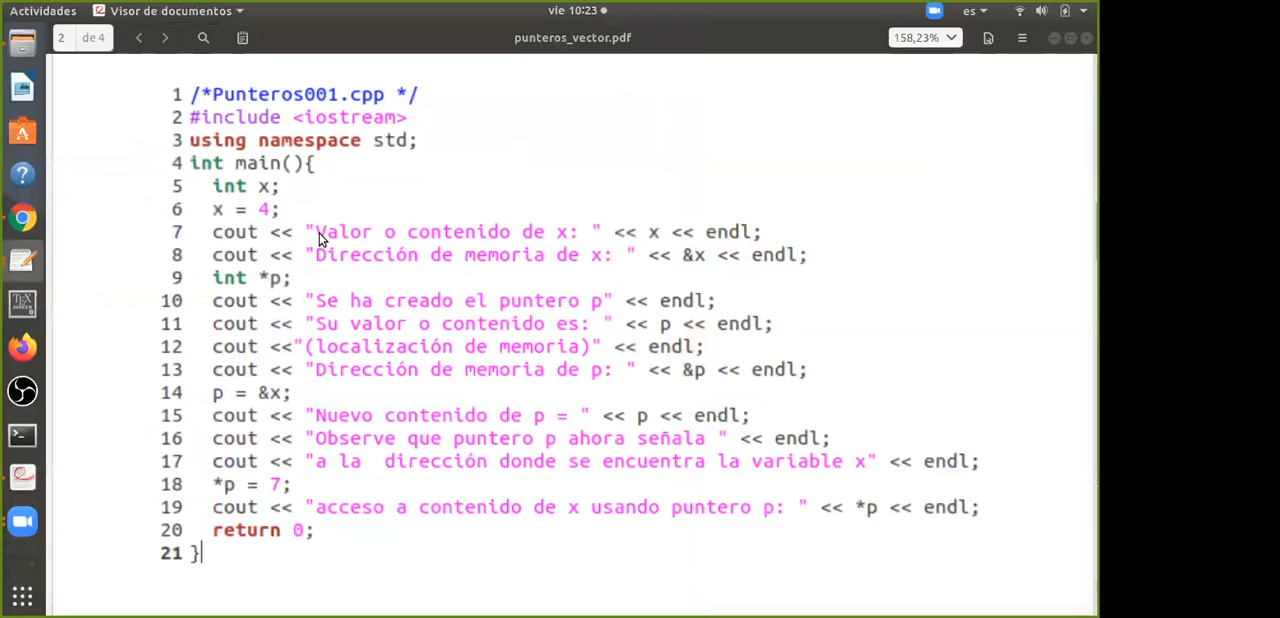 Actividades Visor de documentos vie 10:23 es
2 de 4 punteros_vector.pdf 158,23%
1 /*Punteros001.cpp */
2 #include <iostream>
3 using namespace std;
4 int main(){
5 int x;
6 x = 4;
7 cout << "Valor o contenido de x: " << x << endl;
8 cout << "Dirección de memoria de x: " << &x << endl;
9 int *p;
10 cout << "Se ha creado el puntero p" << endl;
11 cout << "Su valor o contenido es: " << p << endl;
12 cout <<"(localización de memoria)" << endl;
13 cout << "Dirección de memoria de p: " << &p << endl;
14 p = &x;
15 cout << "Nuevo contenido de p = " << p << endl;
16 cout << "Observe que puntero p ahora señala " << endl;
17 cout << "a la  dirección donde se encuentra la variable x" << endl;
18 *p = 7;
19 cout << "acceso a contenido de x usando puntero p: " << *p << endl;
20 return 0;
21 }